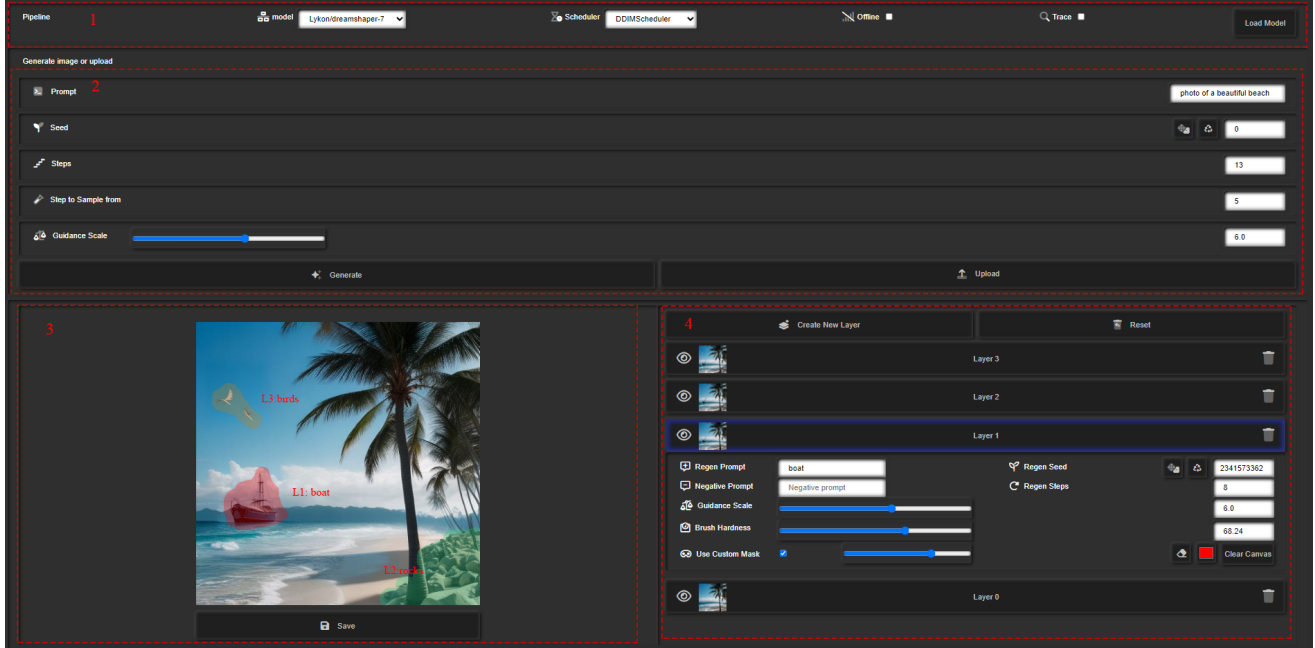 Pipeline 1 model Lykon/dreamshaper-7 Scheduler DDIMScheduler Offline Trace Load Model
Generate image or upload
2
Prompt photo of a beautiful beach
Seed 0
Steps 13
Step to Sample from 5
Guidance Scale 6.0
Generate Upload
3
L3:birds
L1: boat
L2:rocks
Save
4
Create New Layer Reset
Layer 3
Layer 2
Layer 1
Regen Prompt boat Regen Seed 2341573362
Negative Prompt Negative prompt Regen Steps 8
Guidance Scale 6.0
Brush Hardness 68.24
Use Custom Mask Clear Canvas
Layer 0